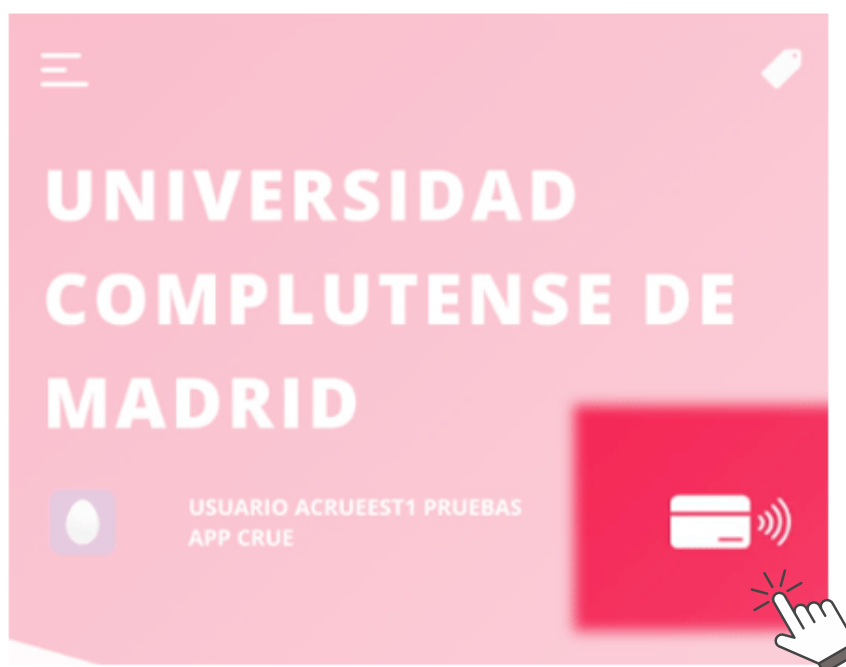 UNIVERSIDAD
COMPLUTENSE DE
MADRID
USUARIO ACRUEEST1 PRUEBAS
APP CRUE